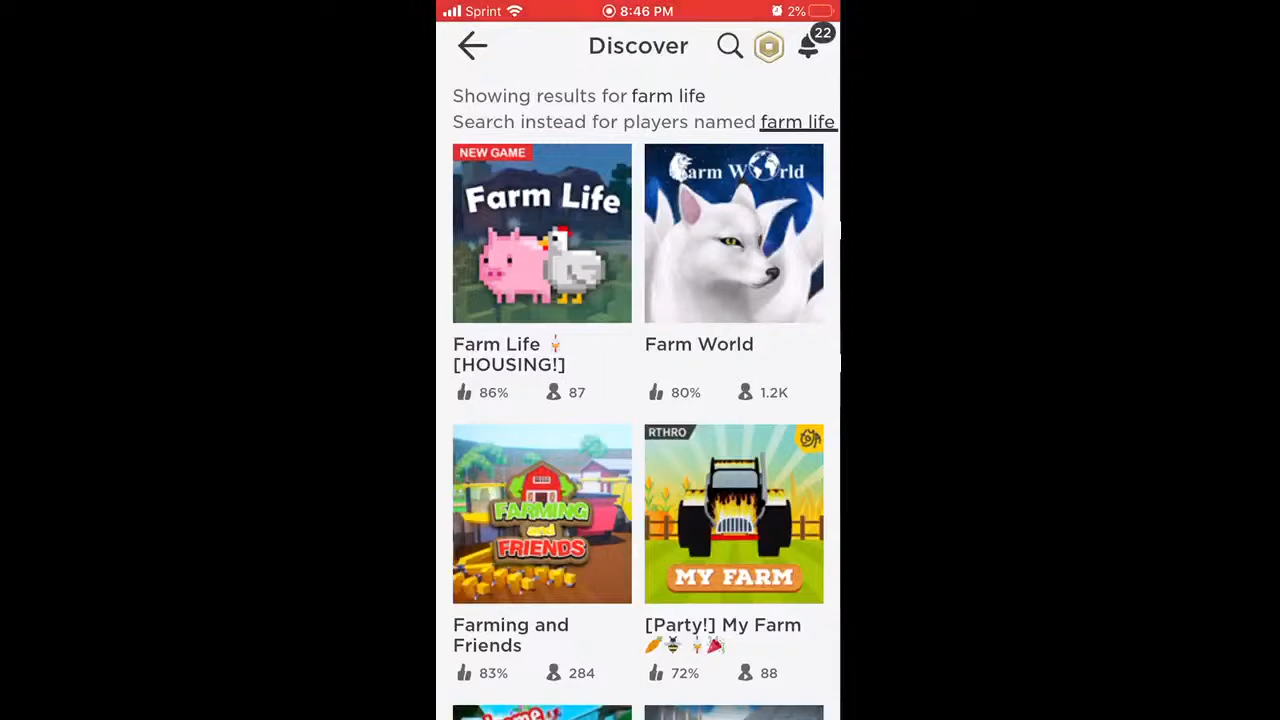 Sprint 8:46 PM 2%
Discover 22
Showing results for farm life
Search instead for players named farm life
NEW GAME
Farm Life
Farm World
Farm Life
[HOUSING!]
86% 87
Farm World
80% 1.2K
FARMING
and
FRIENDS
RTHRO
MY FARM
Farming and
Friends
83% 284
[Party!] My Farm
🥕🐝🎉
72% 88